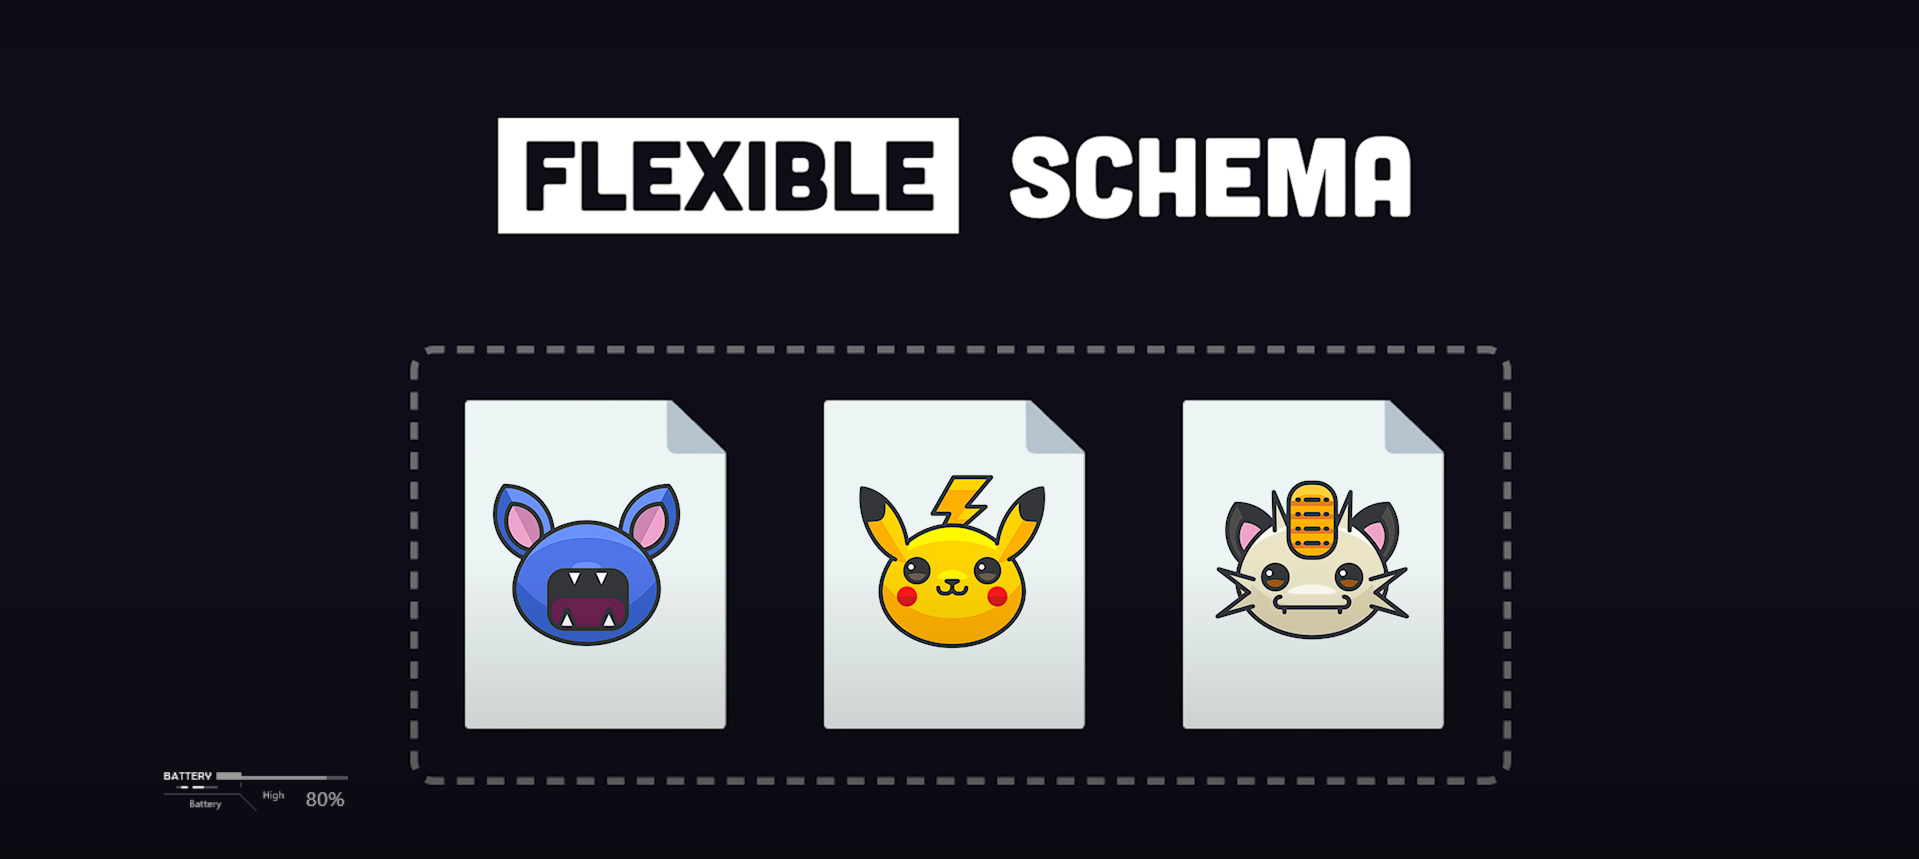 FLEXIBLE SCHEMA
BATTERY
Battery
High
80%